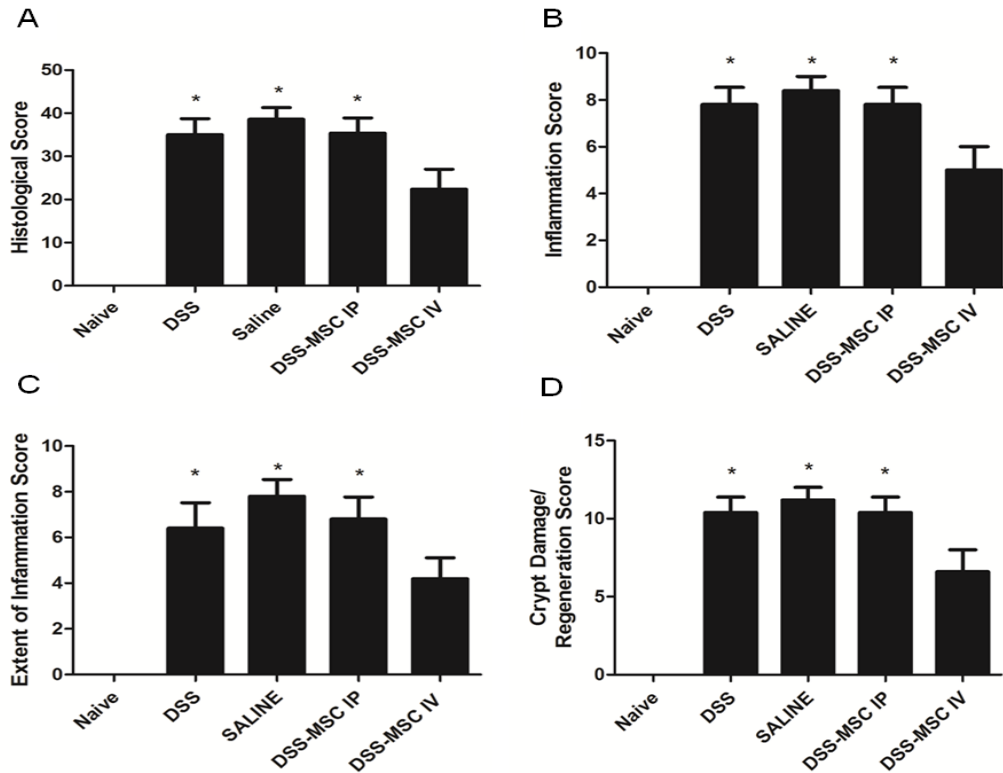 A
Histological Score
50
40
30
20
10
0
* * *
Naive
DSS
Saline
DSS-MSC IP
DSS-MSC IV
B
Inflammation Score
10
8
6
4
2
0
* * *
Naive
DSS
SALINE
DSS-MSC IP
DSS-MSC IV
C
Extent of Infammation Score
10
8
6
4
2
0
* * *
Naive
DSS
SALINE
DSS-MSC IP
DSS-MSC IV
D
Crypt Damage/
Regeneration Score
15
10
5
0
* * *
Naive
DSS
SALINE
DSS-MSC IP
DSS-MSC IV